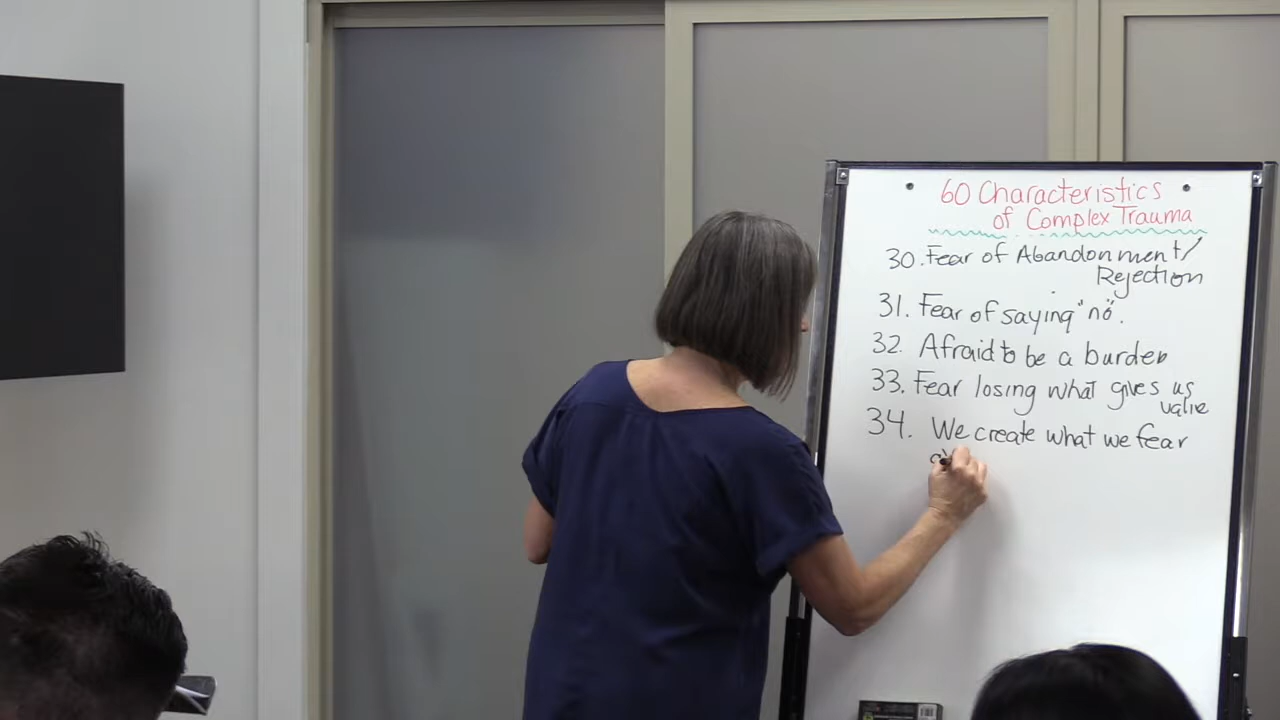 60 Characteristics
of Complex Trauma
30. Fear of Abandonment/
Rejection
31. Fear of saying "no".
32. Afraid to be a burden
33. Fear losing what gives us
value
34. We create what we fear